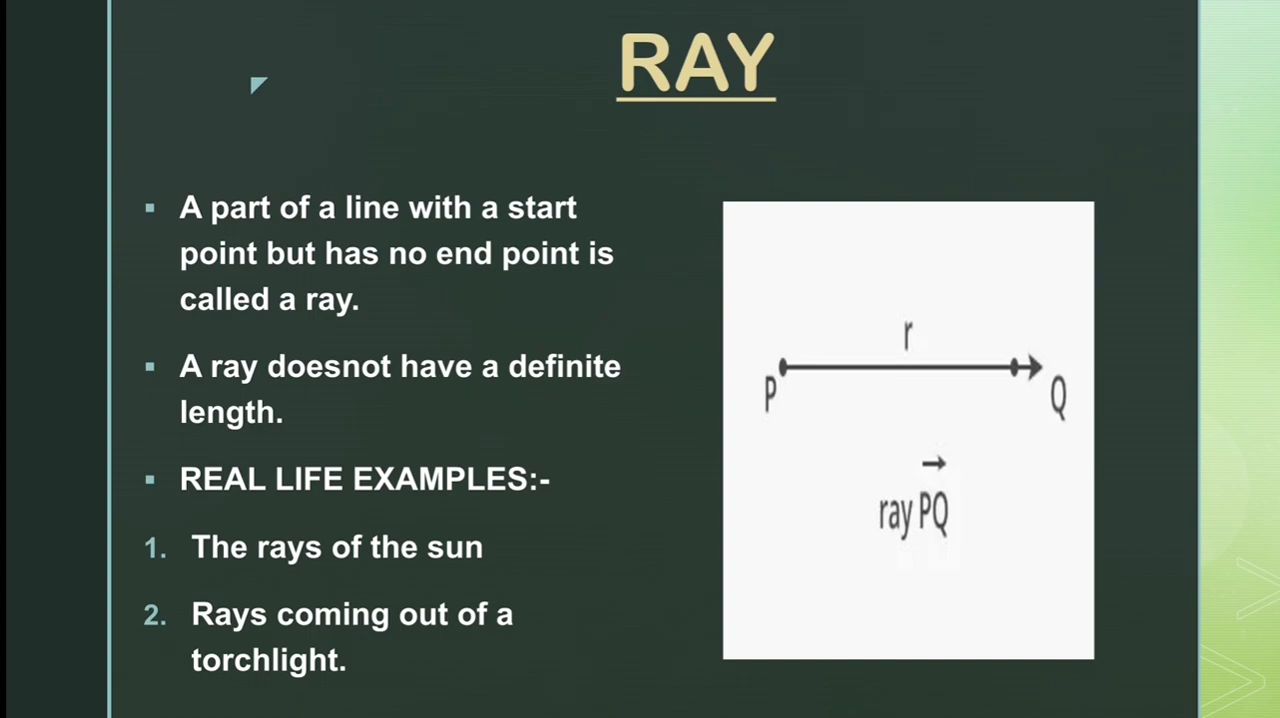 RAY
▪ A part of a line with a start
point but has no end point is
called a ray.
▪ A ray doesnot have a definite
length.
▪ REAL LIFE EXAMPLES:-
1. The rays of the sun
2. Rays coming out of a
torchlight.
r
P
Q
ray PQ